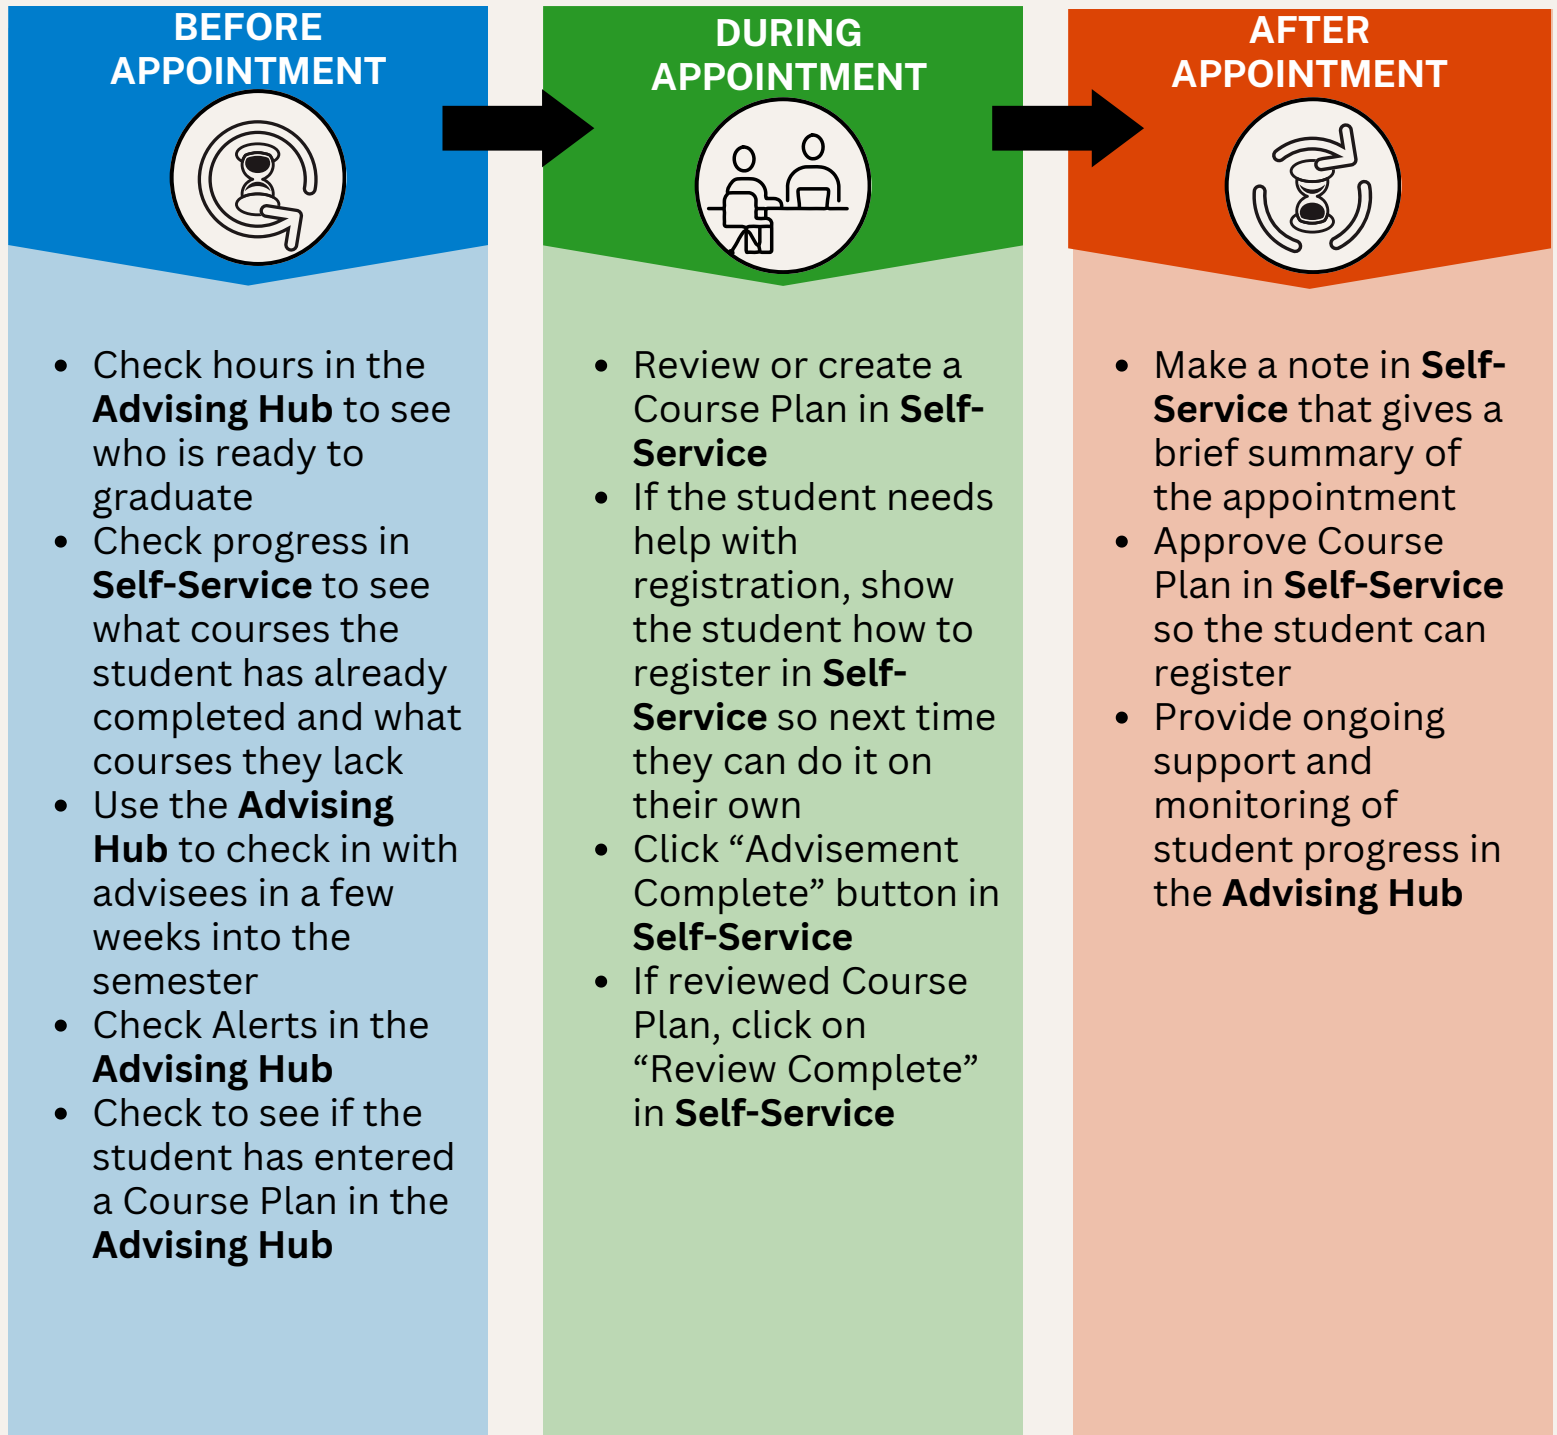 BEFORE
APPOINTMENT
• Check hours in the
Advising Hub to see
who is ready to
graduate
• Check progress in
Self-Service to see
what courses the
student has already
completed and what
courses they lack
• Use the Advising
Hub to check in with
advisees in a few
weeks into the
semester
• Check Alerts in the
Advising Hub
• Check to see if the
student has entered
a Course Plan in the
Advising Hub
DURING
APPOINTMENT
• Review or create a
Course Plan in Self-
Service
• If the student needs
help with
registration, show
the student how to
register in Self-
Service so next time
they can do it on
their own
• Click “Advisement
Complete” button in
Self-Service
• If reviewed Course
Plan, click on
“Review Complete”
in Self-Service
AFTER
APPOINTMENT
• Make a note in Self-
Service that gives a
brief summary of
the appointment
• Approve Course
Plan in Self-Service
so the student can
register
• Provide ongoing
support and
monitoring of
student progress in
the Advising Hub